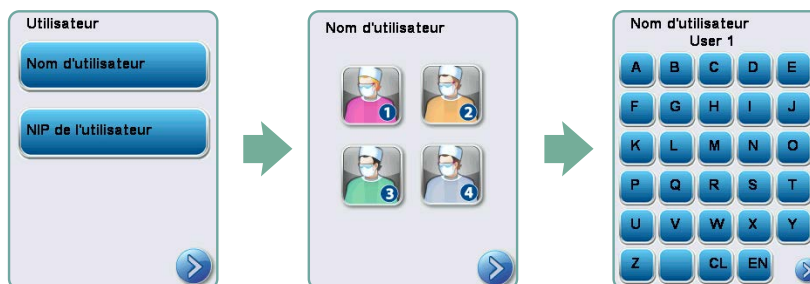 Utilisateur
Nom d'utilisateur
NIP de l'utilisateur
Nom d'utilisateur
1
2
3
4
Nom d'utilisateur
User 1
A B C D E
F G H I J
K L M N O
P Q R S T
U V W X Y
Z CL EN